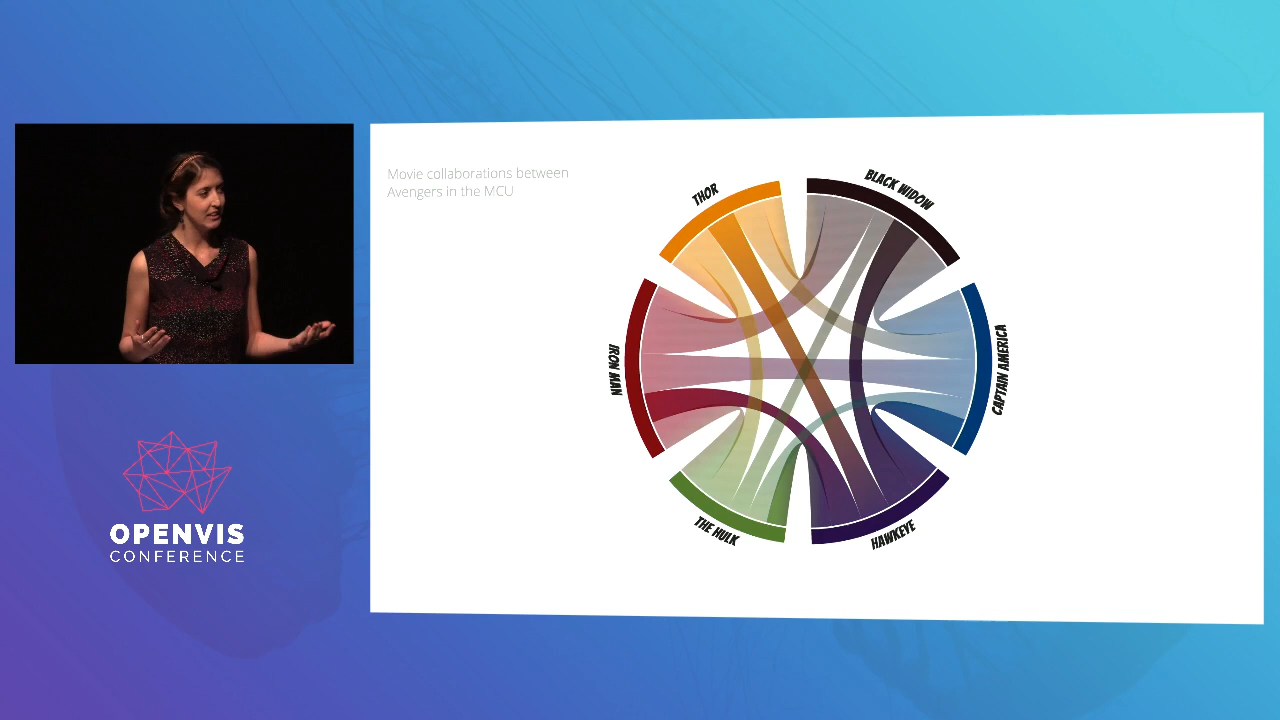 Movie collaborations between
Avengers in the MCU
THOR
BLACK WIDOW
IRON MAN
CAPTAIN AMERICA
THE HULK
HAWKEYE
OPENVIS
CONFERENCE